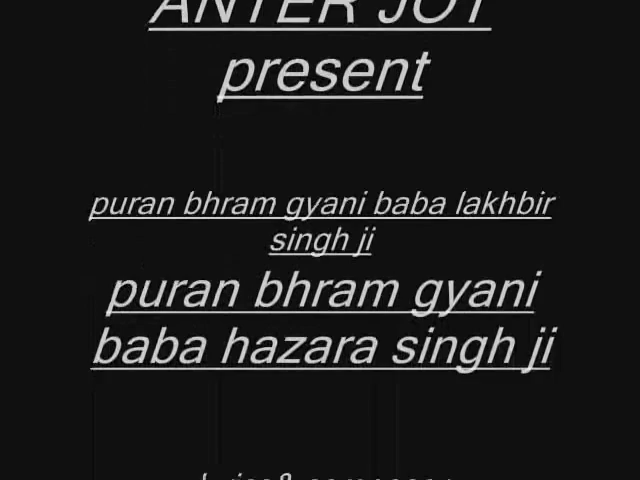 ANTER JOT
present
puran bhram gyani baba lakhbir
singh ji
puran bhram gyani
baba hazara singh ji